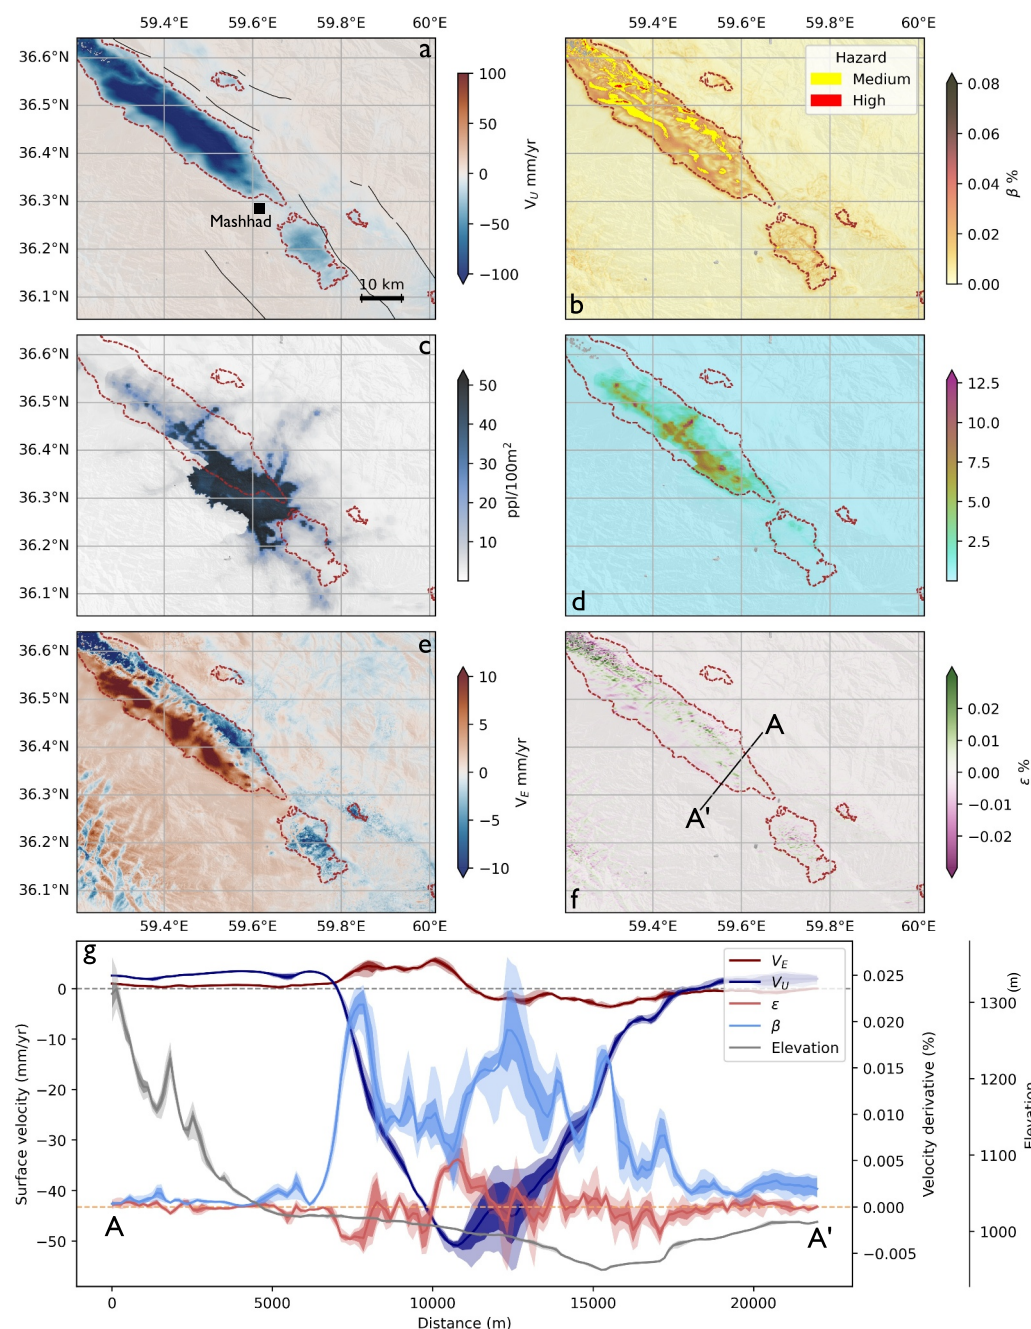 59.4°E 59.6°E 59.8°E 60°E
59.4°E 59.6°E 59.8°E 60°E
36.6°N
36.5°N
36.4°N
36.3°N
36.2°N
36.1°N
a
Mashhad
10 km
100
50
0
−50
−100
V_U mm/yr
Hazard
Medium
High
b
0.08
0.06
0.04
0.02
0.00
β %
36.6°N
36.5°N
36.4°N
36.3°N
36.2°N
36.1°N
c
50
40
30
20
10
ppl/100m²
d
12.5
10.0
7.5
5.0
2.5
36.6°N
36.5°N
36.4°N
36.3°N
36.2°N
36.1°N
e
10
5
0
−5
−10
V_E mm/yr
A
A'
f
0.02
0.01
0.00
−0.01
−0.02
ε %
59.4°E 59.6°E 59.8°E 60°E
59.4°E 59.6°E 59.8°E 60°E
g
0
−10
−20
−30
−40
−50
Surface velocity (mm/yr)
V_E
V_U
ε
β
Elevation
A
A'
0.025
0.020
0.015
0.010
0.005
0.000
−0.005
Velocity derivative (%)
1300
1200
1100
1000
Elevation (m)
0 5000 10000 15000 20000
Distance (m)